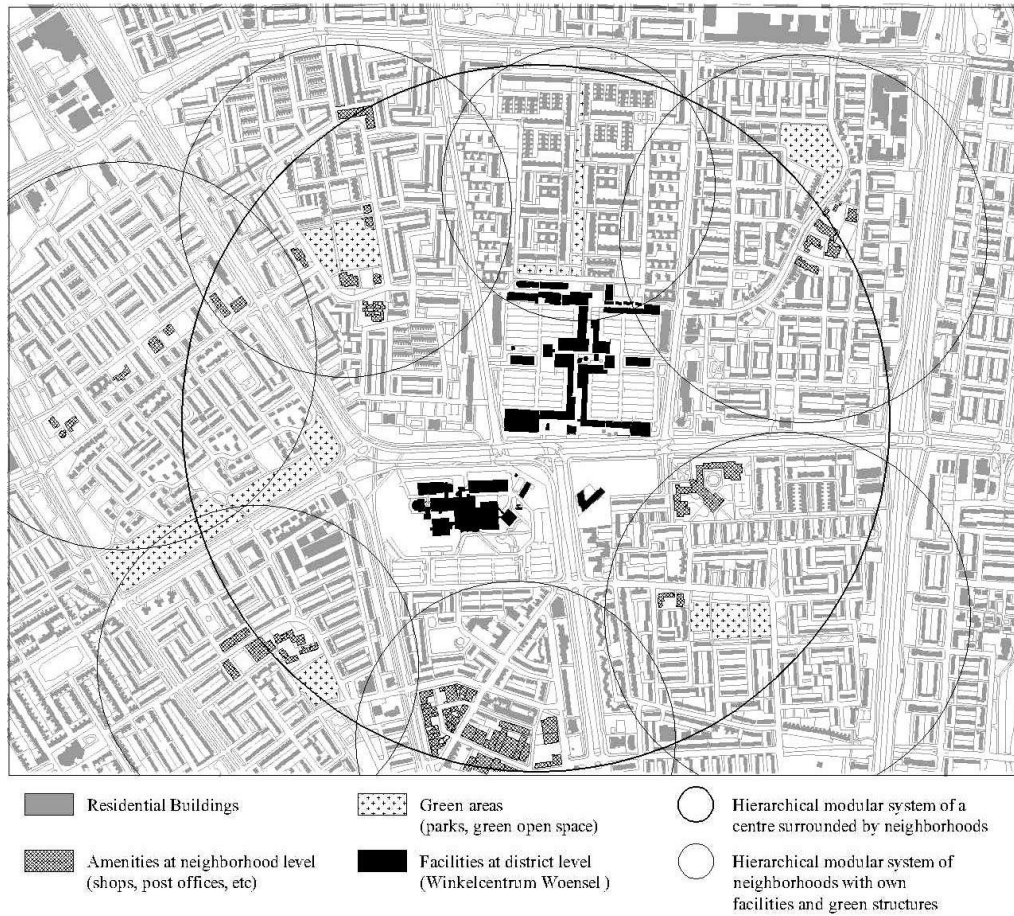 Residential Buildings
Amenities at neighborhood level
(shops, post offices, etc)
Green areas
(parks, green open space)
Facilities at district level
(Winkelcentrum Woensel )
Hierarchical modular system of a
centre surrounded by neighborhoods
Hierarchical modular system of
neighborhoods with own
facilities and green structures